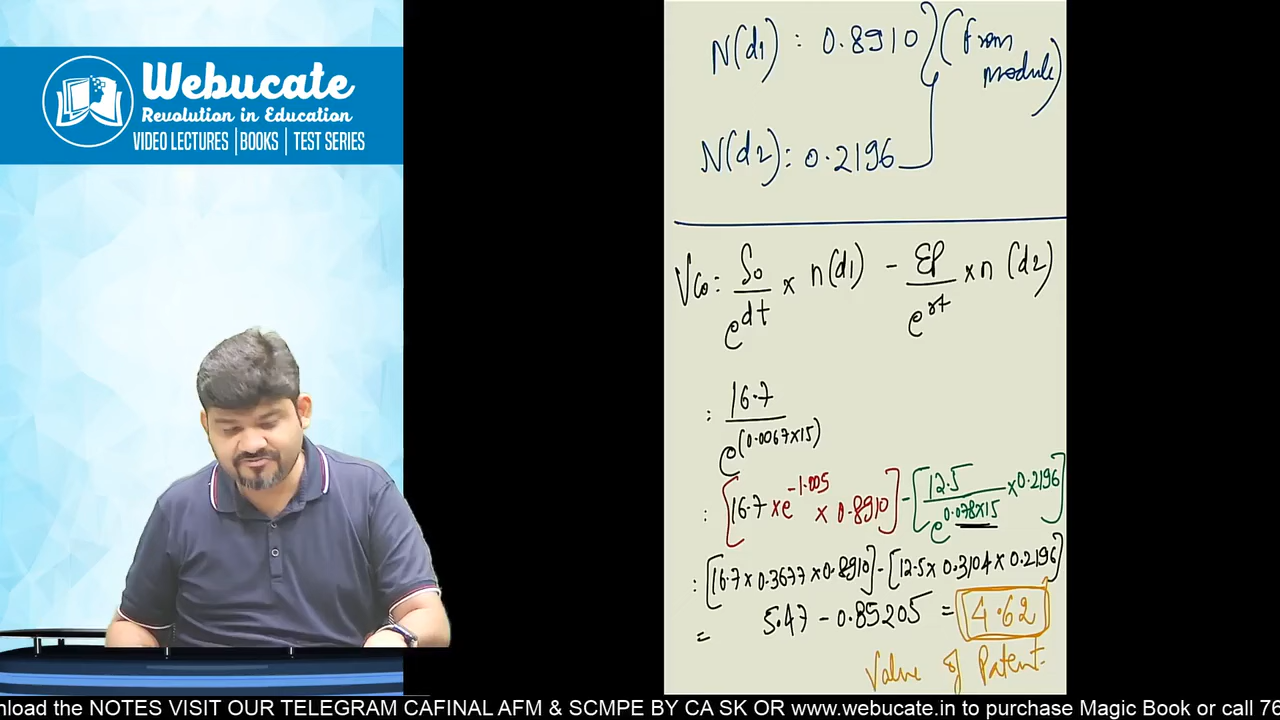 Webucate
Revolution in Education
VIDEO LECTURES | BOOKS | TEST SERIES
N(d1) : 0.8910 } (from module)
N(d2) : 0.2196
Vco : S0/e^dt × n(d1) - EP/e^rt × n(d2)
: 16.7/e^(0.0067×15)
: [16.7 × e^-1.005 × 0.8910] - [12.5/e^0.078×15 × 0.2196]
: [16.7 × 0.3677 × 0.8910] - [12.5 × 0.3104 × 0.2196]
= 5.47 - 0.85205 = 4.62
Value of Patent
nload the NOTES VISIT OUR TELEGRAM CAFINAL AFM & SCMPE BY CA SK OR www.webucate.in to purchase Magic Book or call 76